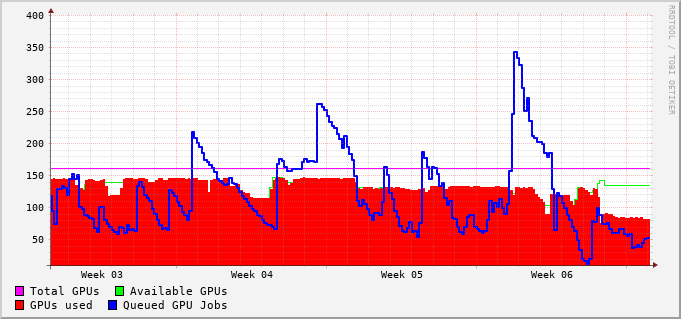 400
350
300
250
200
150
100
50
Week 03 Week 04 Week 05 Week 06
Total GPUs Available GPUs
GPUs used Queued GPU Jobs
RRDTOOL / TOBI OETIKER